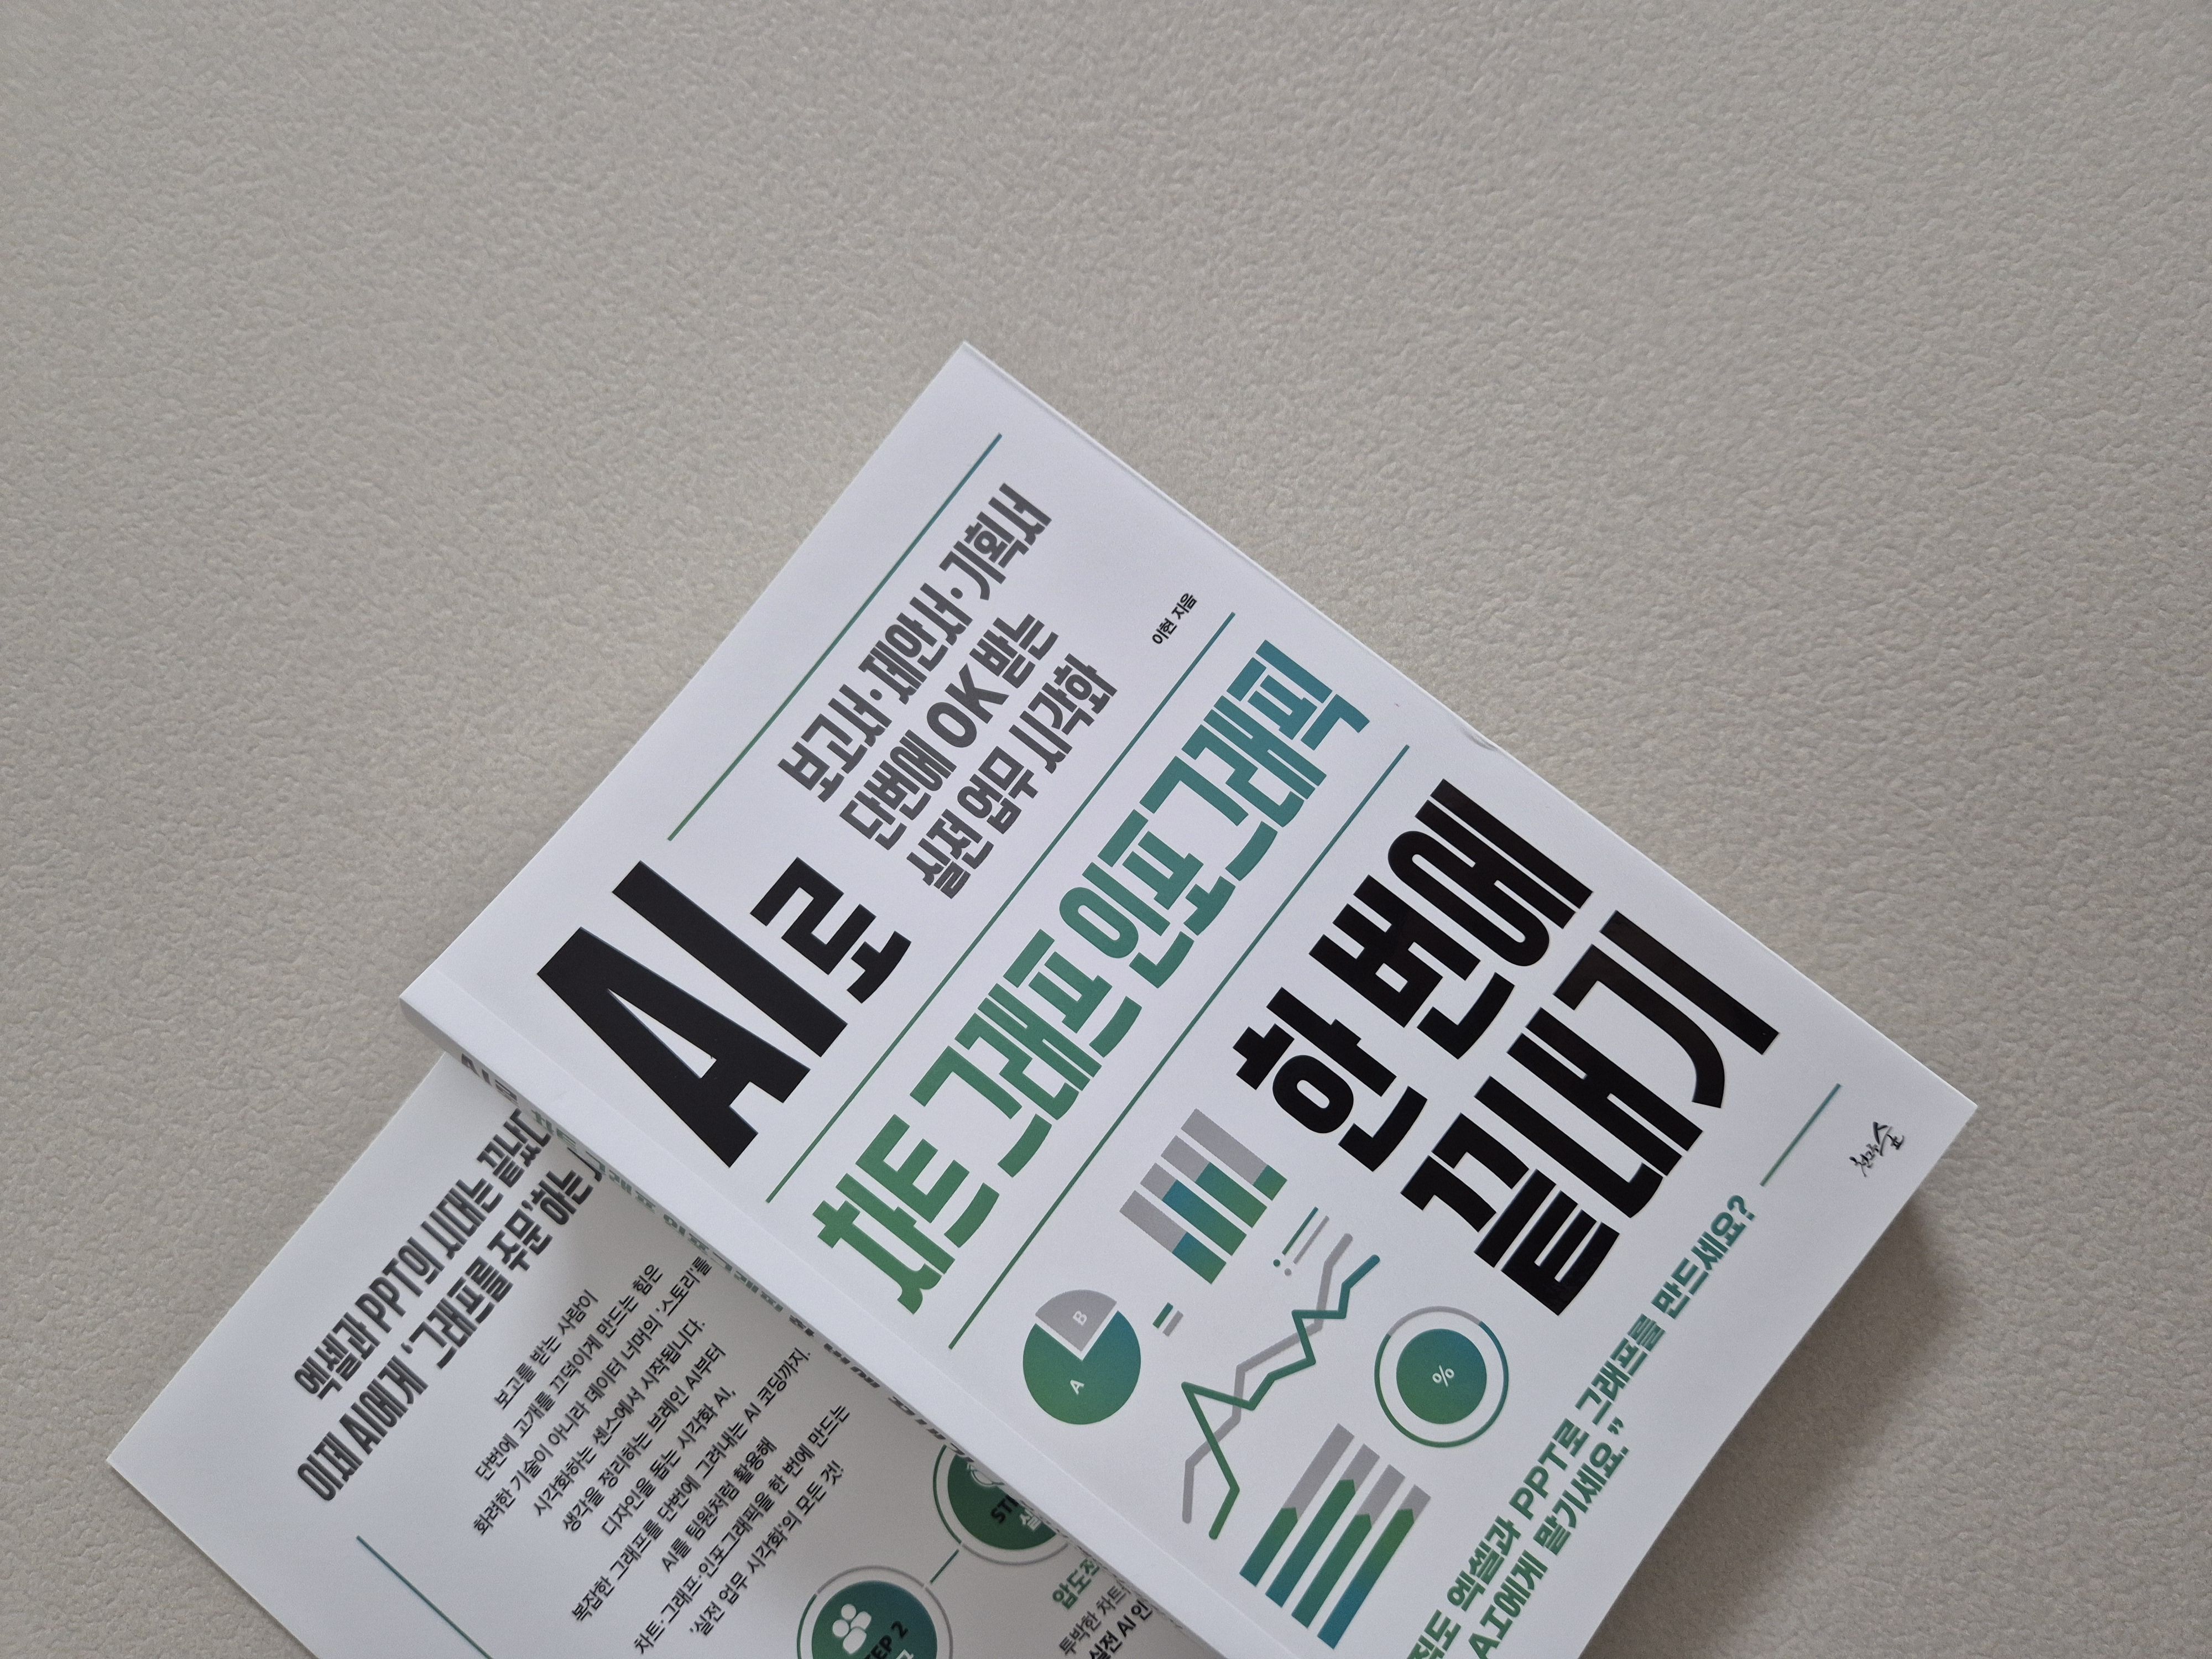 AI로
보고서·제안서·기획서
단번에 OK 받는
실전 업무 시각화
이현 지음
차트 그래프 인포그래픽
한 번에
끝내기
A
B
%
엑셀과 PPT로 그래프를 만드세요?
AI에게 맡기세요.”
엑셀과 PPT의 시대는 끝났다
이제 AI에게 '그래프를 주문'하는
보고를 받는 사람이
단번에 고개를 끄덕이게 만드는 힘은
화려한 기술이 아니라 데이터 너머의 '스토리'를
시각화하는 센스에서 시작됩니다.
생각을 정리하는 브레인 AI부터
디자인을 돕는 시각화 AI,
복잡한 그래프를 단번에 그려내는 AI 코딩까지.
AI를 팀원처럼 활용해
차트·그래프·인포그래픽을 한 번에 만드는
'실전 업무 시각화'의 모든 것!
2
투박한 차트
실전 AI 인